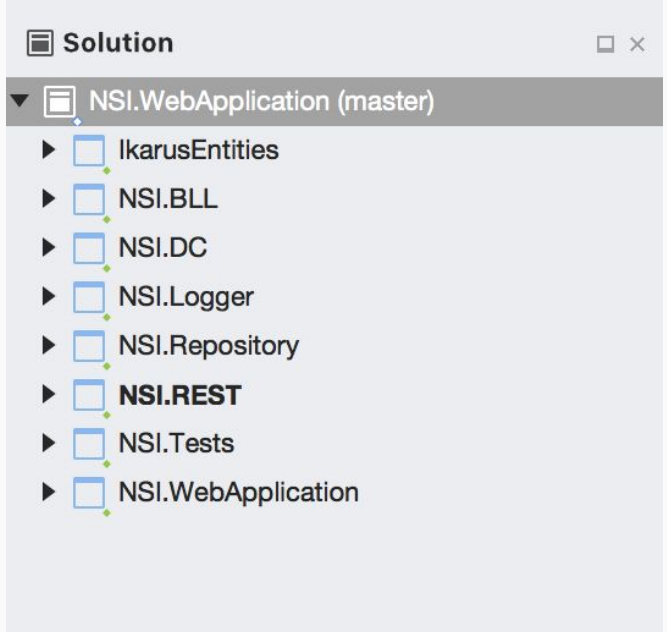 Solution
NSI.WebApplication (master)
IkarusEntities
NSI.BLL
NSI.DC
NSI.Logger
NSI.Repository
NSI.REST
NSI.Tests
NSI.WebApplication